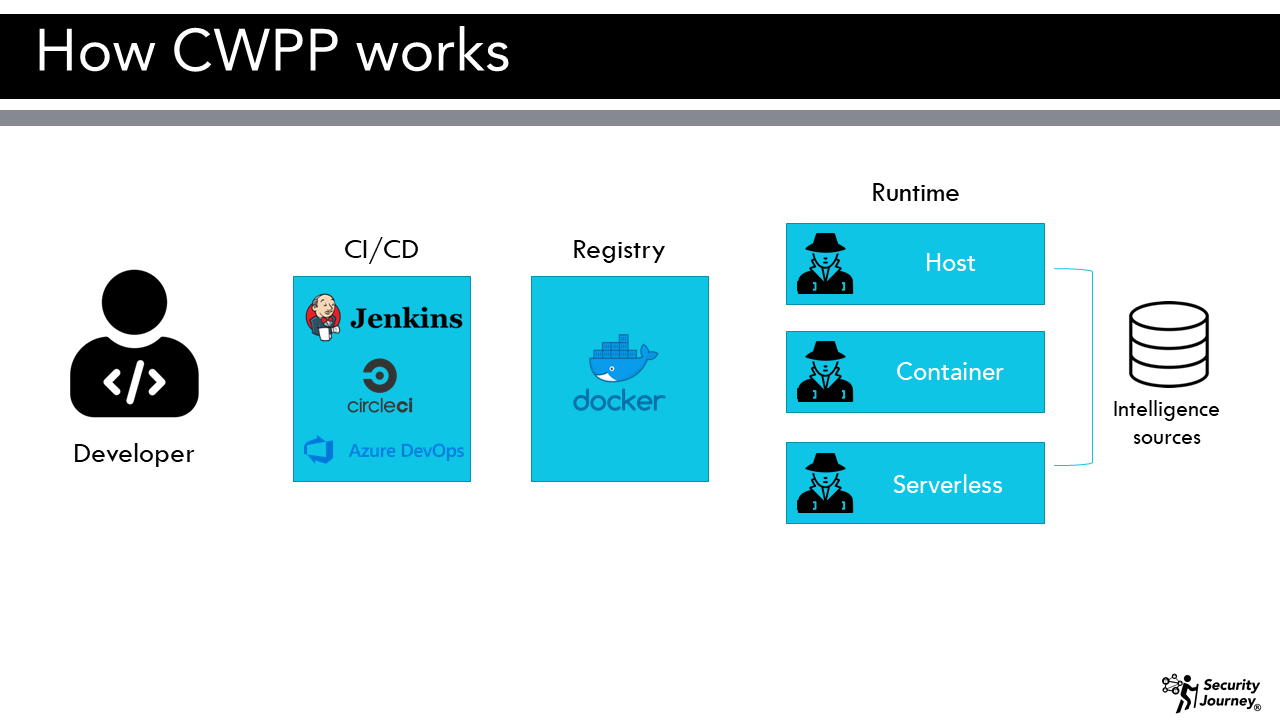 How CWPP works
Runtime
CI/CD
Registry
Jenkins
circleci
Azure DevOps
docker
Host
Container
Serverless
</>
Developer
Intelligence
sources
Security
Journey®